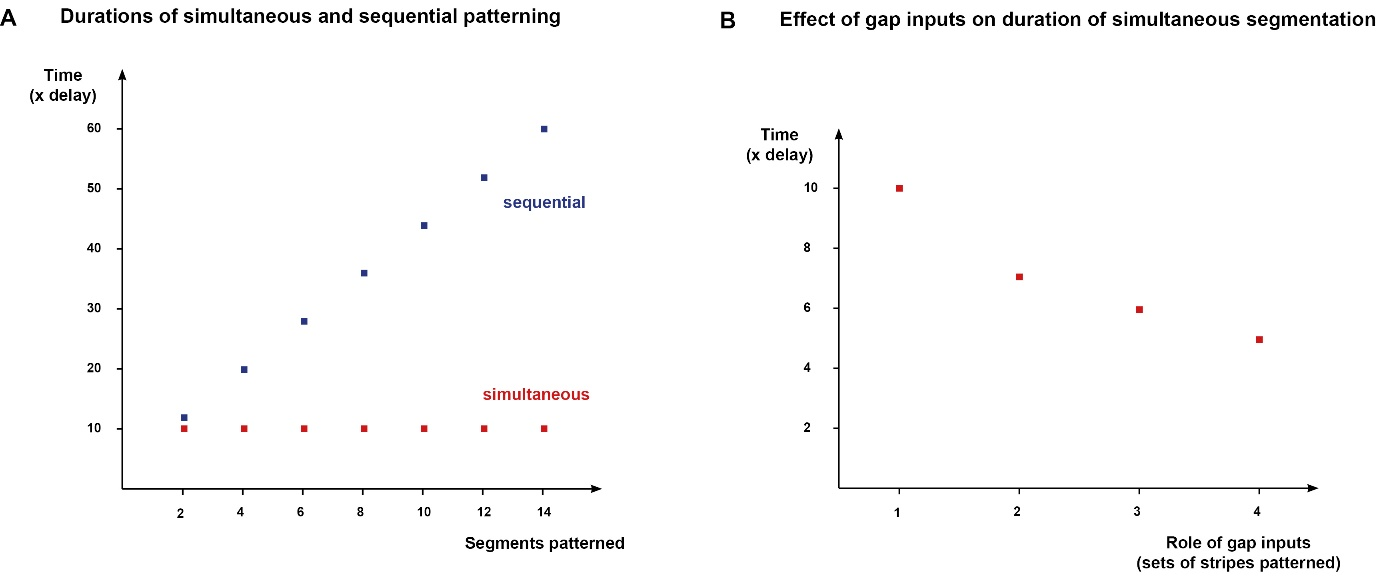 A Durations of simultaneous and sequential patterning
Time
(x delay)
60
50
40
30
20
10
sequential
simultaneous
2 4 6 8 10 12 14
Segments patterned
B Effect of gap inputs on duration of simultaneous segmentation
Time
(x delay)
10
8
6
4
2
1 2 3 4
Role of gap inputs
(sets of stripes patterned)